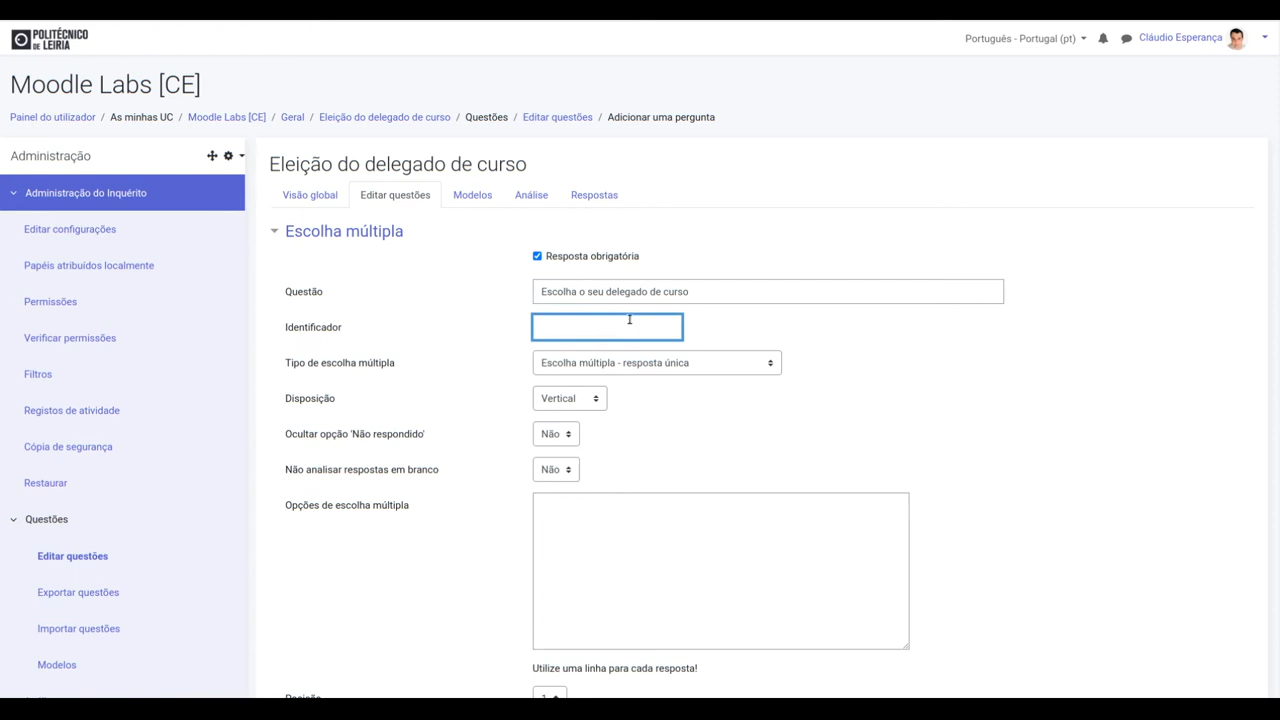 POLITÉCNICO
DE LEIRIA
Português - Portugal (pt)
Cláudio Esperança
Moodle Labs [CE]
Painel do utilizador / As minhas UC / Moodle Labs [CE] / Geral / Eleição do delegado de curso / Questões / Editar questões / Adicionar uma pergunta
Administração
Administração do Inquérito
Editar configurações
Papéis atribuídos localmente
Permissões
Verificar permissões
Filtros
Registos de atividade
Cópia de segurança
Restaurar
Questões
Editar questões
Exportar questões
Importar questões
Modelos
Eleição do delegado de curso
Visão global
Editar questões
Modelos
Análise
Respostas
Escolha múltipla
Resposta obrigatória
Questão
Escolha o seu delegado de curso
Identificador
Tipo de escolha múltipla
Escolha múltipla - resposta única
Disposição
Vertical
Ocultar opção 'Não respondido'
Não
Não analisar respostas em branco
Não
Opções de escolha múltipla
Utilize uma linha para cada resposta!